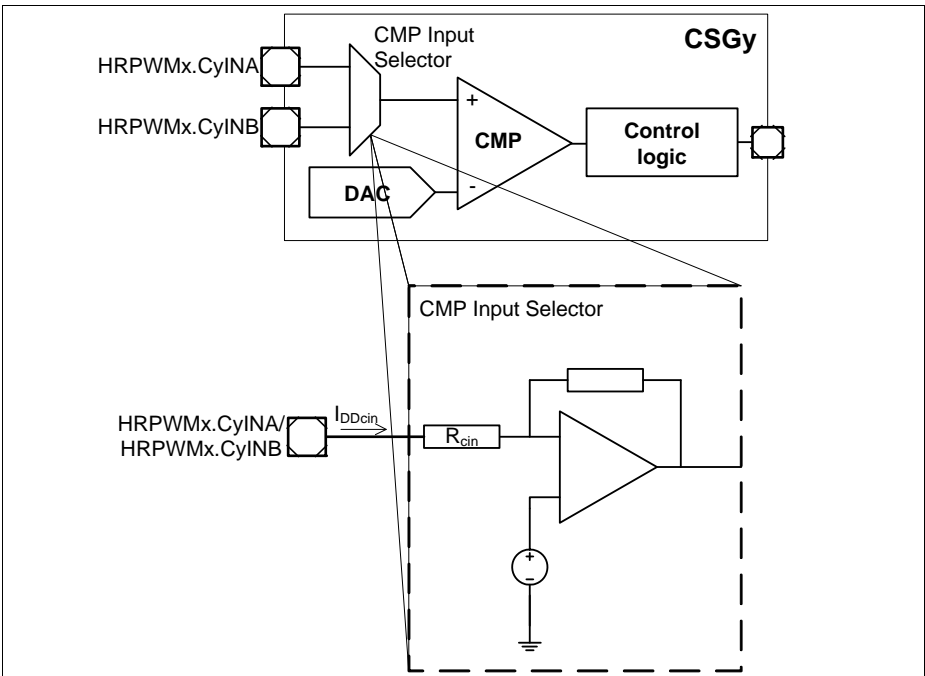 CMP Input
Selector
CSGy
HRPWMx.CyINA
HRPWMx.CyINB
+
CMP
-
Control
logic
DAC
CMP Input Selector
HRPWMx.CyINA/
HRPWMx.CyINB
IDDcin
Rcin
+
-